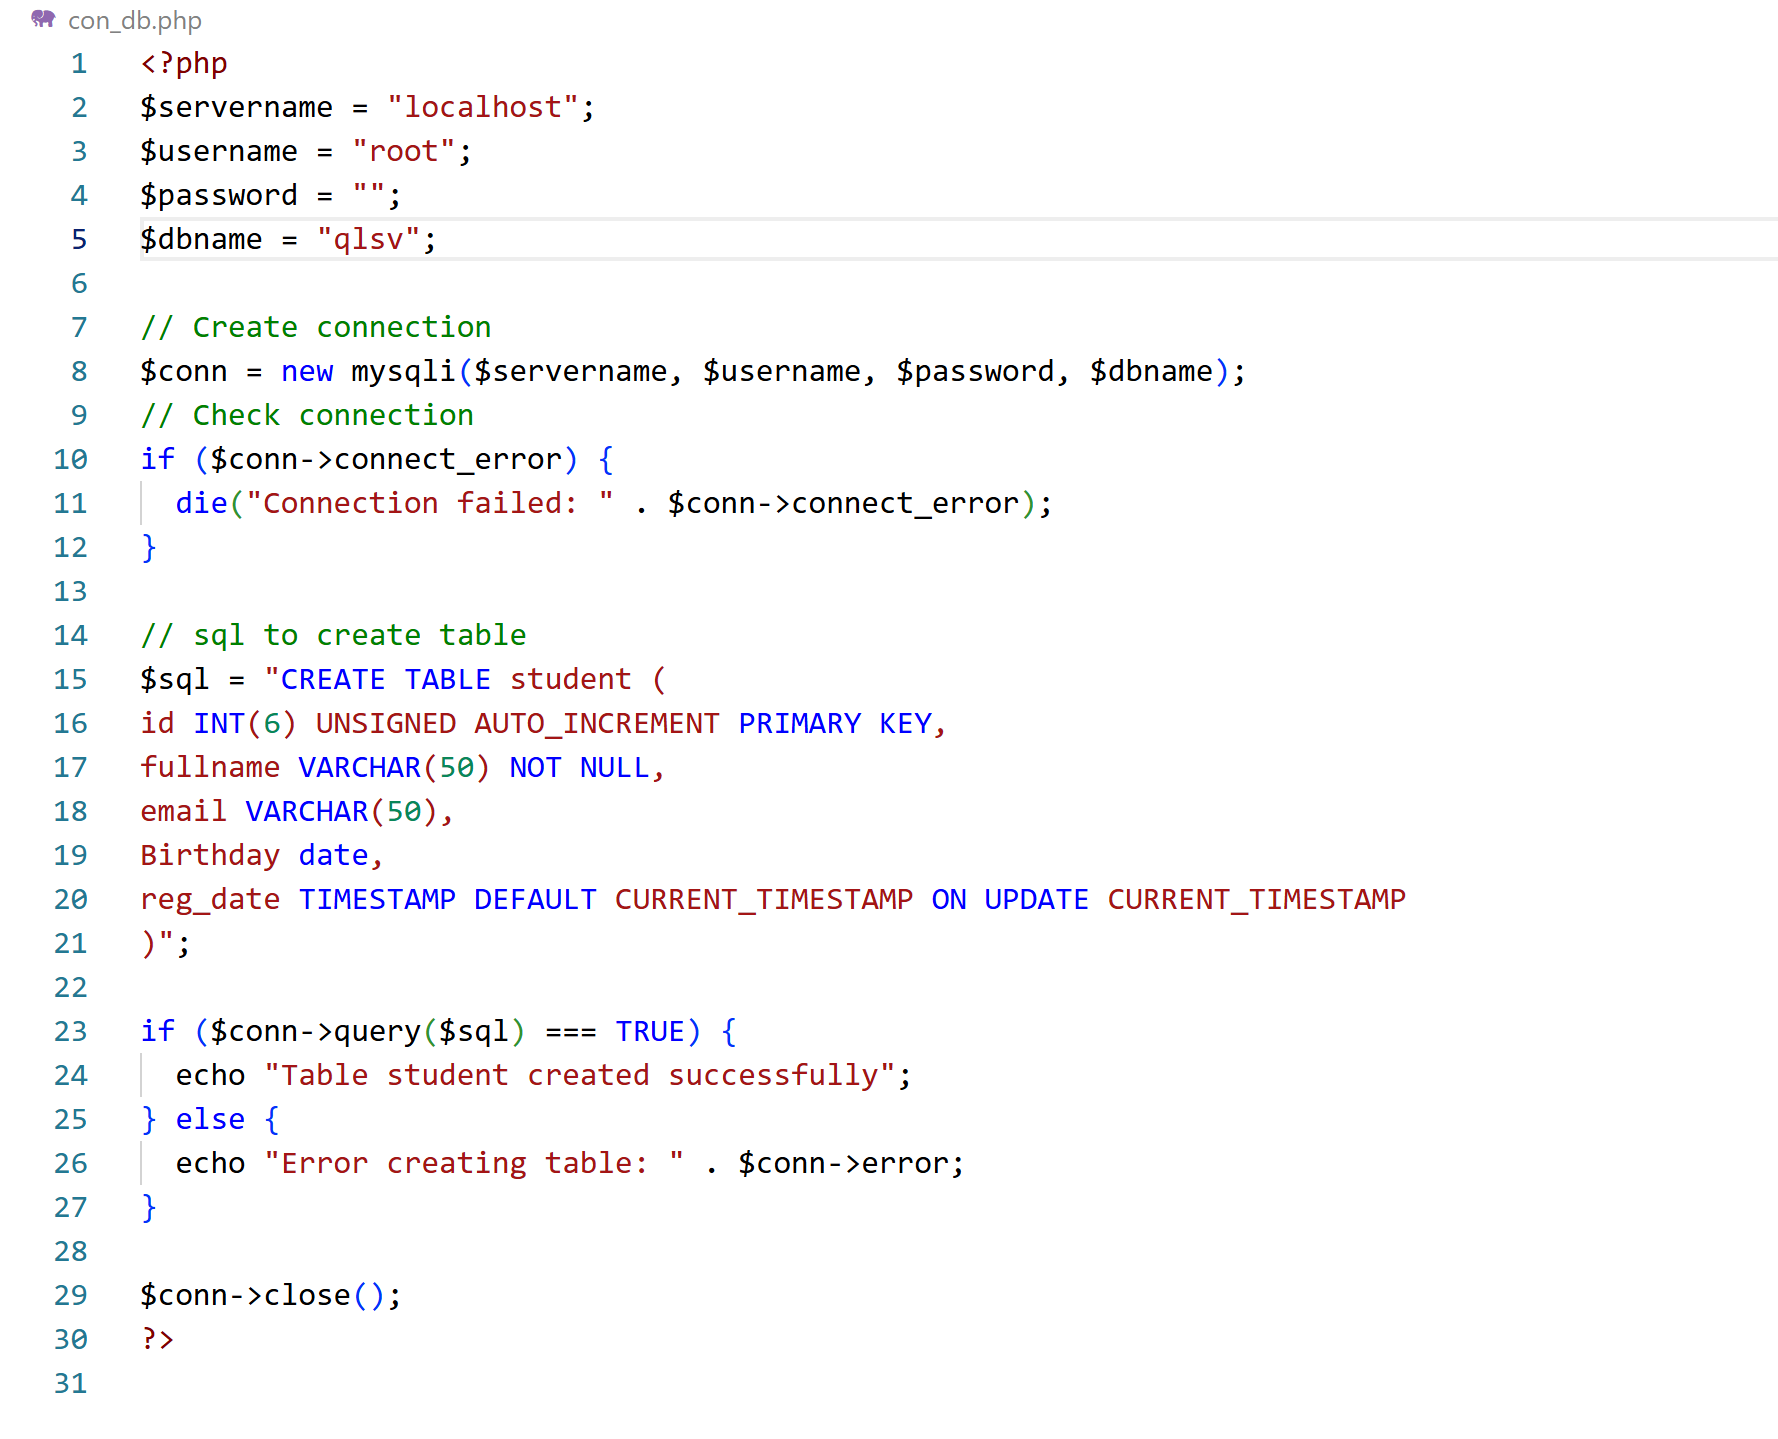 con_db.php
1 <?php
2 $servername = "localhost";
3 $username = "root";
4 $password = "";
5 $dbname = "qlsv";
6
7 // Create connection
8 $conn = new mysqli($servername, $username, $password, $dbname);
9 // Check connection
10 if ($conn->connect_error) {
11   die("Connection failed: " . $conn->connect_error);
12 }
13
14 // sql to create table
15 $sql = "CREATE TABLE student (
16 id INT(6) UNSIGNED AUTO_INCREMENT PRIMARY KEY,
17 fullname VARCHAR(50) NOT NULL,
18 email VARCHAR(50),
19 Birthday date,
20 reg_date TIMESTAMP DEFAULT CURRENT_TIMESTAMP ON UPDATE CURRENT_TIMESTAMP
21 )";
22
23 if ($conn->query($sql) === TRUE) {
24   echo "Table student created successfully";
25 } else {
26   echo "Error creating table: " . $conn->error;
27 }
28
29 $conn->close();
30 ?>
31